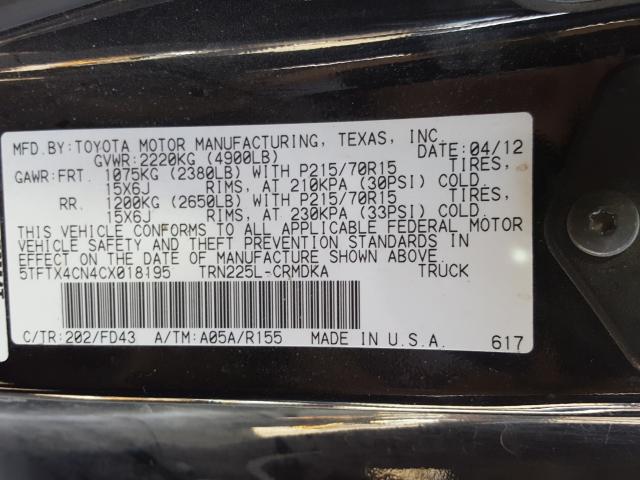 MFD.BY:TOYOTA MOTOR MANUFACTURING, TEXAS, INC.
GVWR:2220KG (4900LB) DATE:04/12
GAWR:FRT. 1075KG (2380LB) WITH P215/70R15 TIRES,
15X6J RIMS, AT 210KPA (30PSI) COLD.
RR. 1200KG (2650LB) WITH P215/70R15 TIRES,
15X6J RIMS, AT 230KPA (33PSI) COLD.
THIS VEHICLE CONFORMS TO ALL APPLICABLE FEDERAL MOTOR
VEHICLE SAFETY AND THEFT PREVENTION STANDARDS IN
EFFECT ON THE DATE OF MANUFACTURE SHOWN ABOVE.
5TFTX4CN4CX018195 TRN225L-CRMDKA TRUCK
C/TR:202/FD43 A/TM:A05A/R155 MADE IN U.S.A. 617